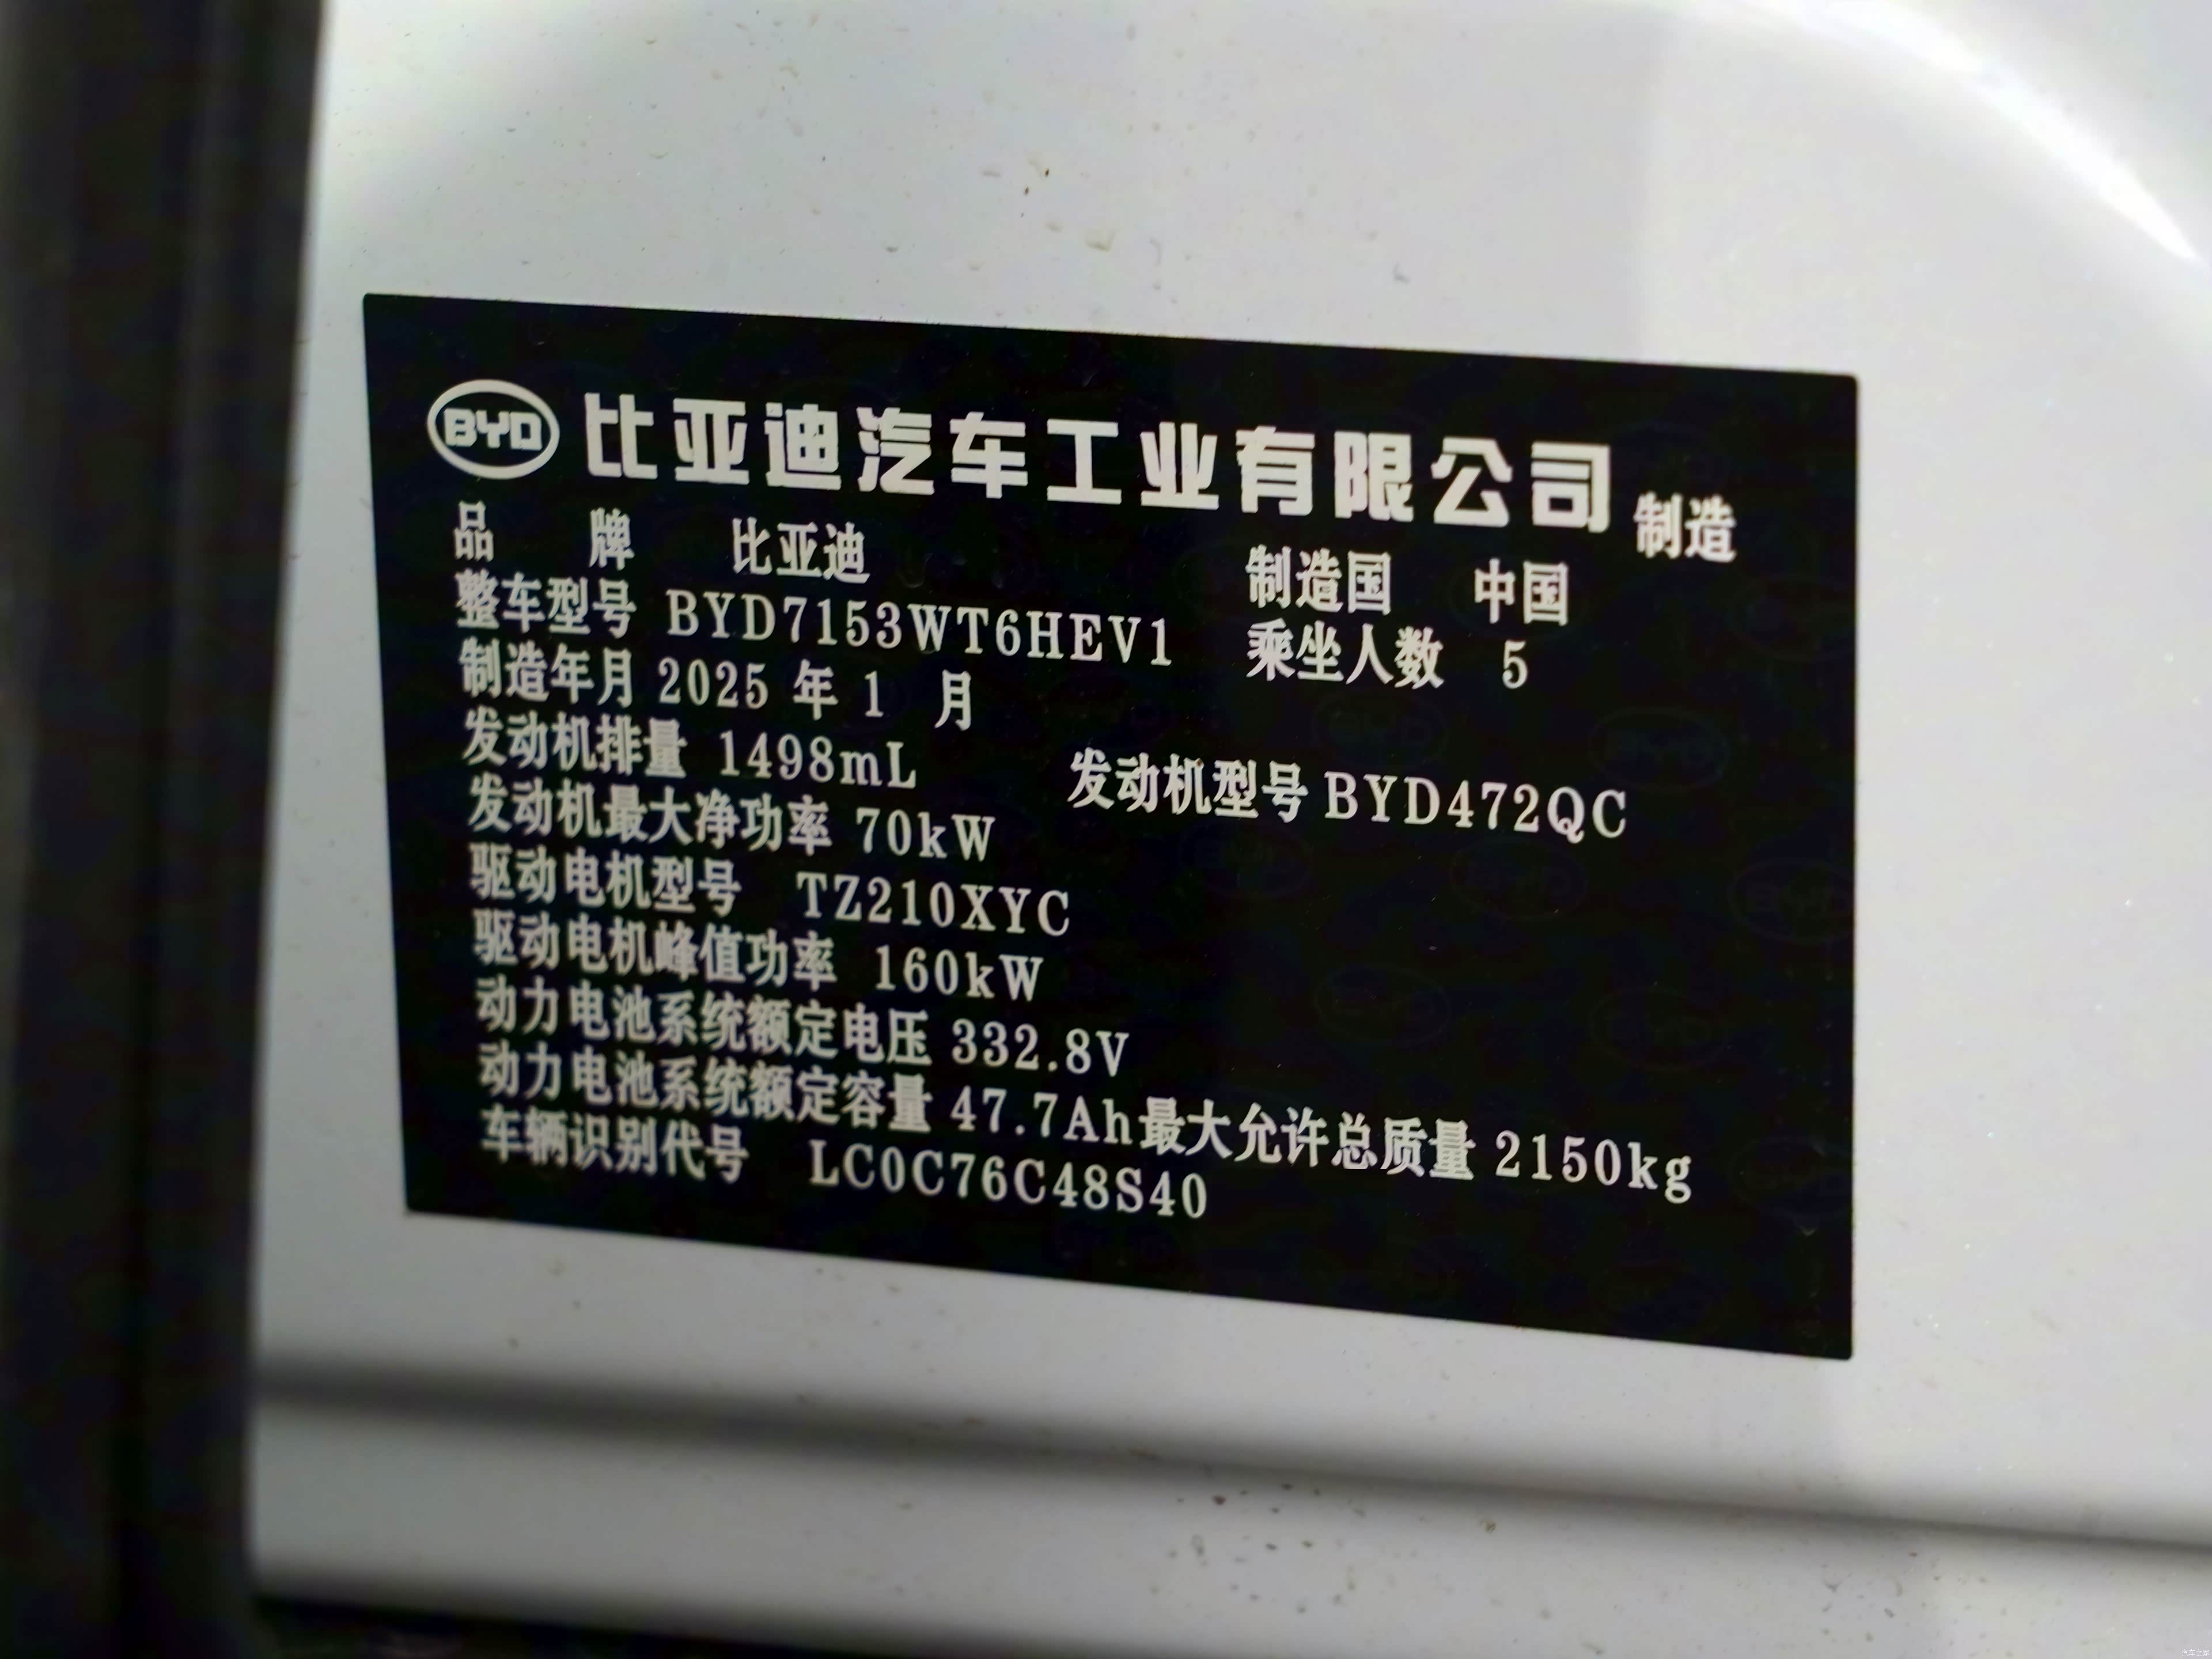 BYD 比亚迪汽车工业有限公司 制造
品 牌 比亚迪 制造国 中国
整车型号 BYD7153WT6HEV1 乘坐人数 5
制造年月 2025 年 1 月
发动机排量 1498mL 发动机型号 BYD472QC
发动机最大净功率 70kW
驱动电机型号 TZ210XYC
驱动电机峰值功率 160kW
动力电池系统额定电压 332.8V
动力电池系统额定容量 47.7Ah 最大允许总质量 2150kg
车辆识别代号 LC0C76C48S40
汽车之家